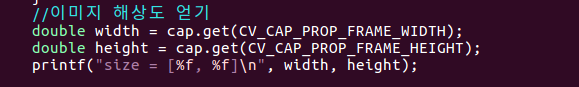 //이미지 해상도 얻기
double width = cap.get(CV_CAP_PROP_FRAME_WIDTH);
double height = cap.get(CV_CAP_PROP_FRAME_HEIGHT);
printf("size = [%f, %f]\n", width, height);